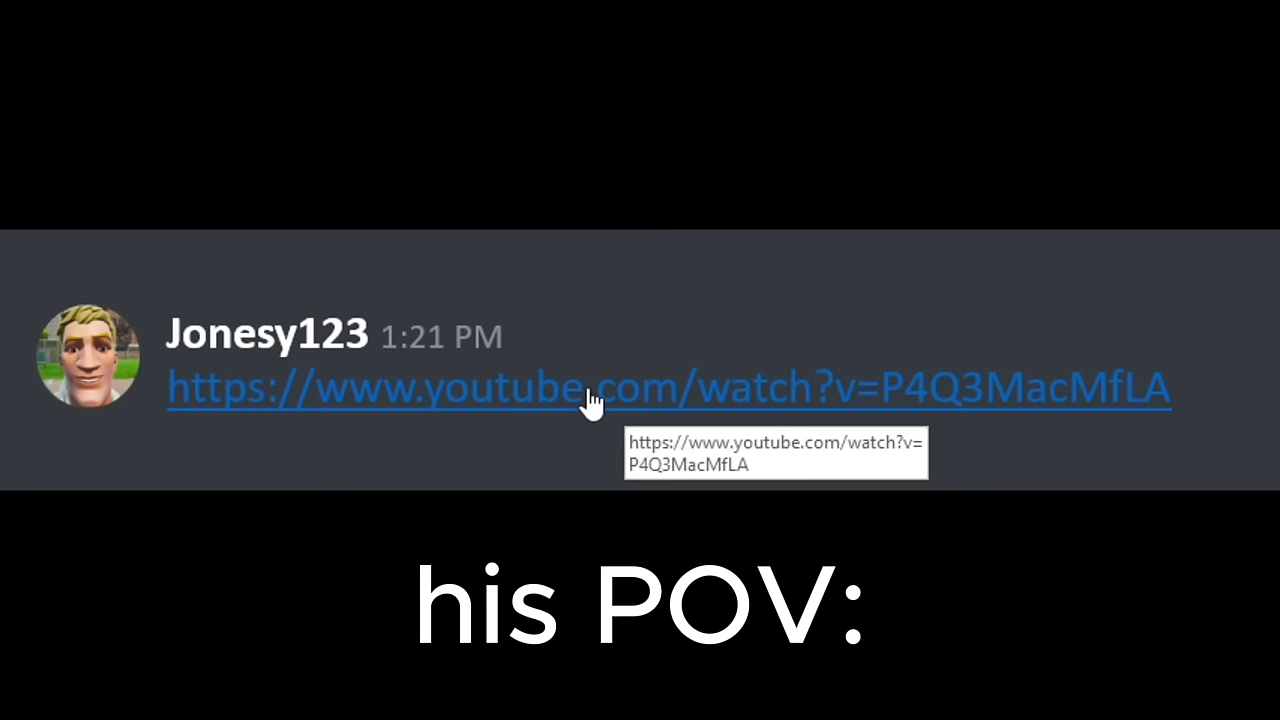 Jonesy123 1:21 PM
https://www.youtube.com/watch?v=P4Q3MacMfLA
https://www.youtube.com/watch?v=
P4Q3MacMfLA
his POV: